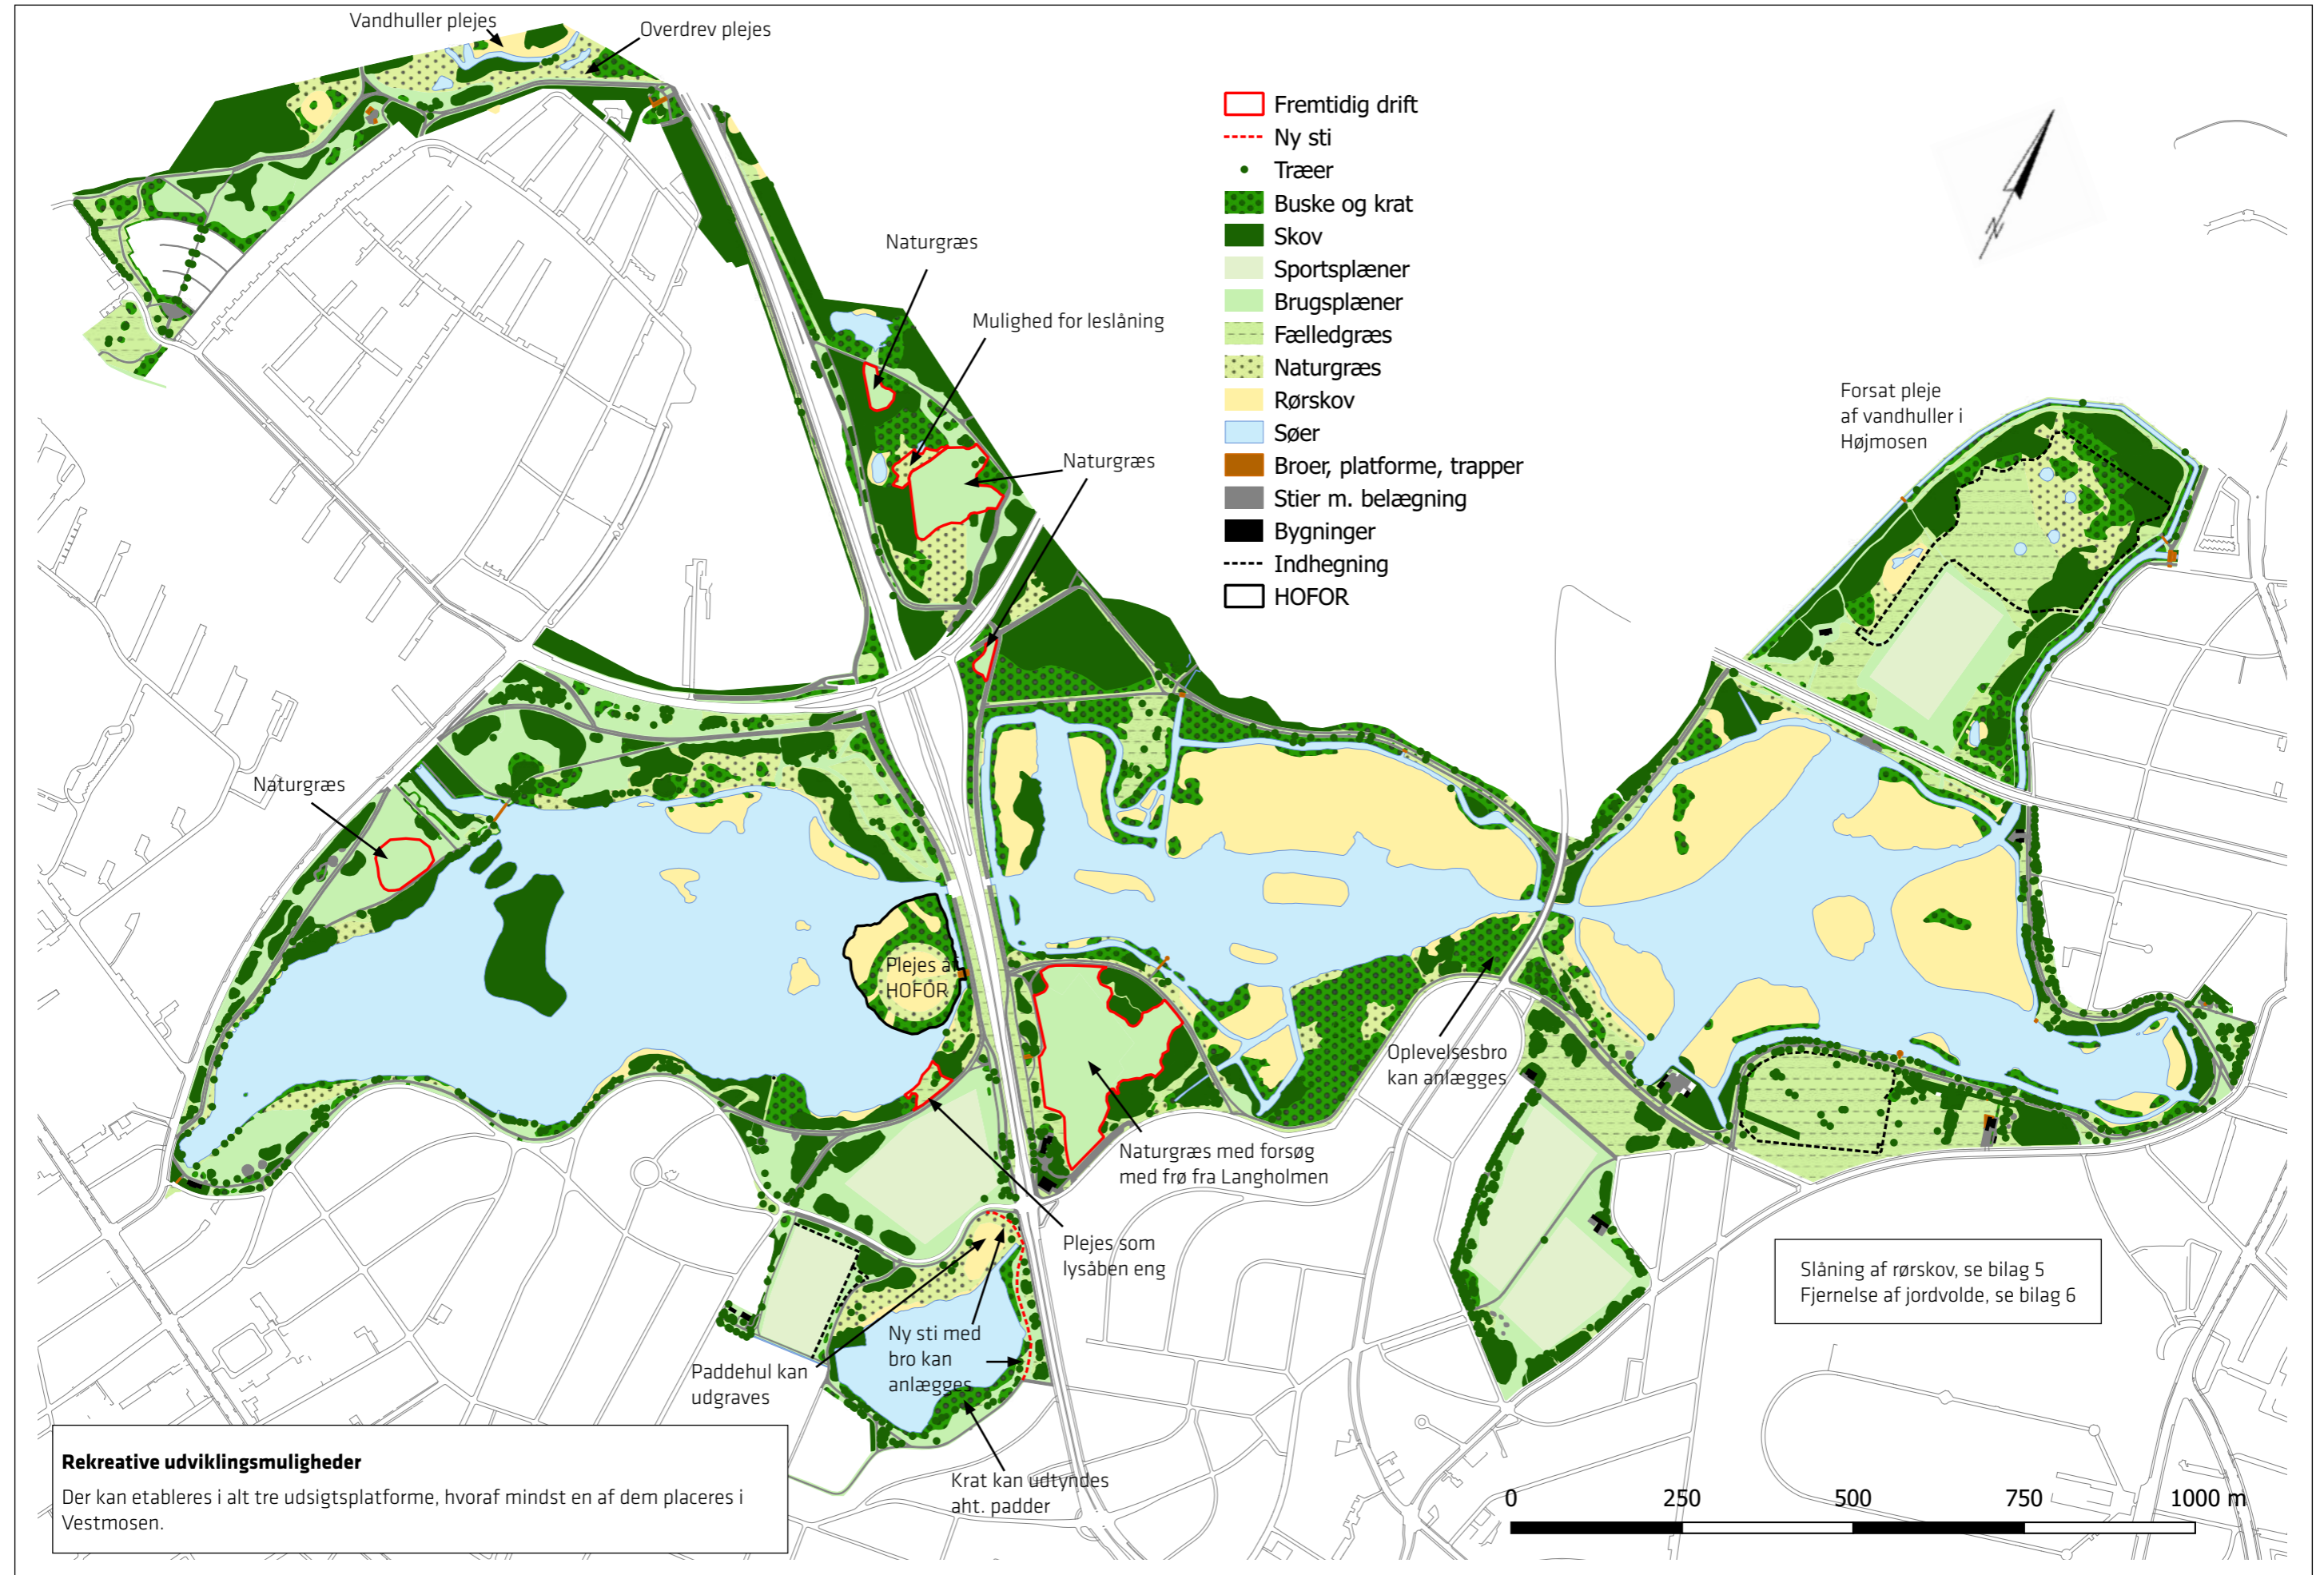 Vandhuller plejes
Overdrev plejes
Fremtidig drift
Ny sti
Træer
Buske og krat
Skov
Sportsplæner
Brugsplæner
Fælledgræs
Naturgræs
Rørskov
Søer
Broer, platforme, trapper
Stier m. belægning
Bygninger
Indhegning
HOFOR
N
Naturgræs
Mulighed for leslåning
Naturgræs
Forsat pleje
af vandhuller i
Højmosen
Naturgræs
Plejes af
HOFOR
Oplevelsesbro
kan anlægges
Naturgræs med forsøg
med frø fra Langholmen
Plejes som
lysåben eng
Ny sti med
bro kan
anlægges
Paddehul kan
udgraves
Krat kan udtyndes
aht. padder
Slåning af rørskov, se bilag 5
Fjernelse af jordvolde, se bilag 6
Rekreative udviklingsmuligheder
Der kan etableres i alt tre udsigtsplatforme, hvoraf mindst en af dem placeres i
Vestmosen.
0 250 500 750 1000 m